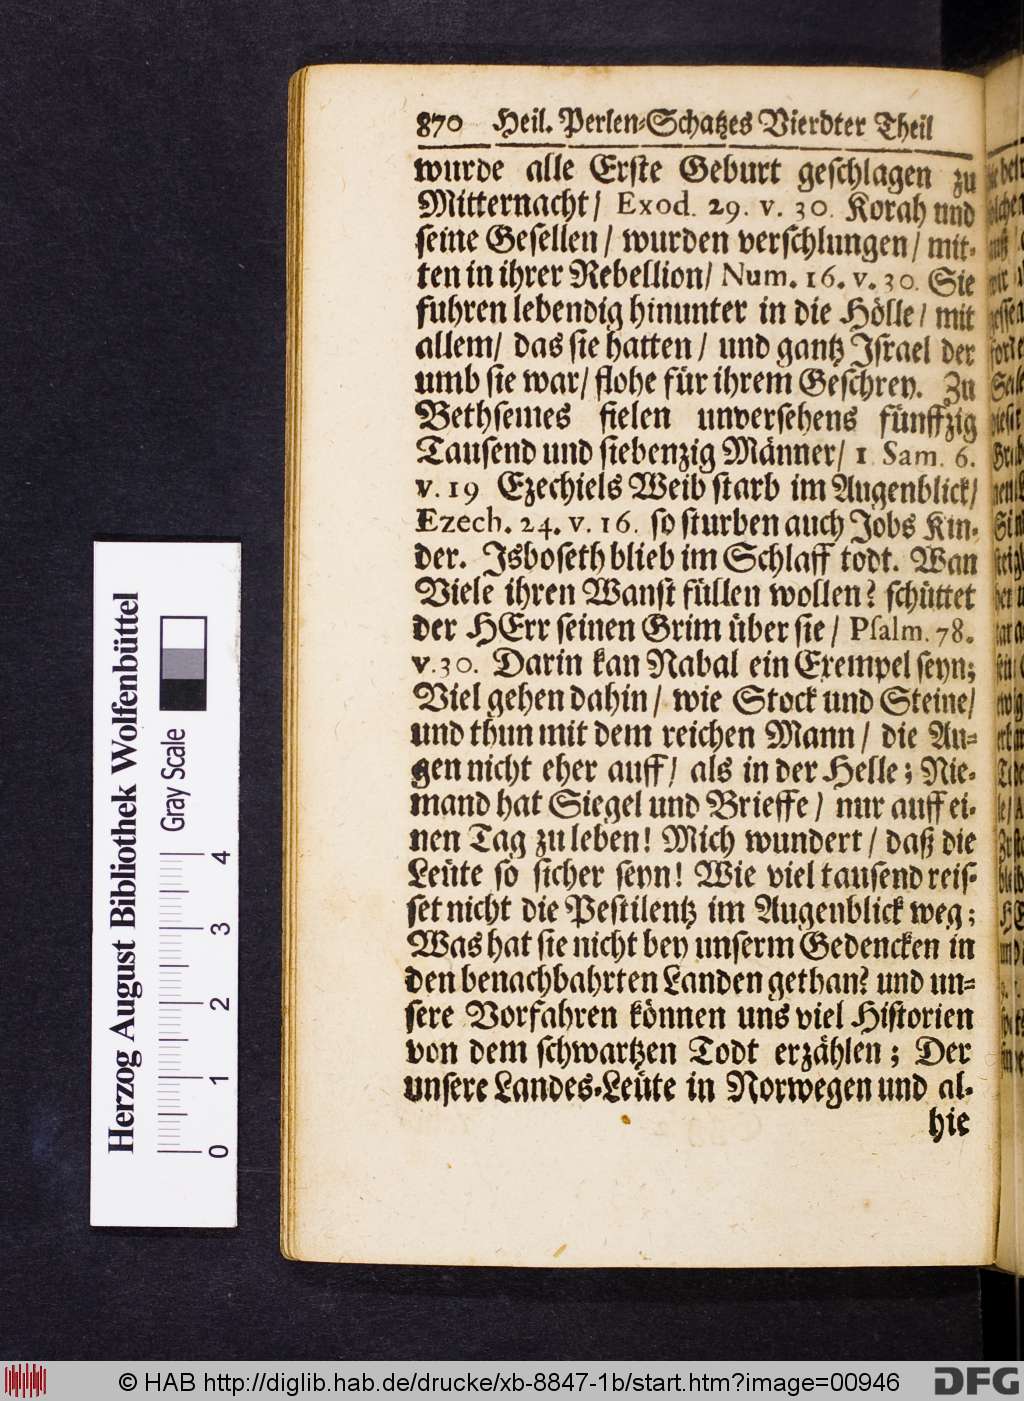 870 Heil. Perlen-Schatzes Vierdter Theil
wurde alle Erste Geburt geschlagen zu
Mitternacht/ Exod. 29. v. 30. Korah und
seine Gesellen/ wurden verschlungen/ mit-
ten in ihrer Rebellion/ Num. 16. v. 30. Sie
fuhren lebendig hinunter in die Hölle/ mit
allem/ das sie hatten/ und gantz Israel der
umb sie war/ flohe für ihrem Geschrey. Zu
Bethsemes fielen unversehens fünffzig
Tausend und siebenzig Männer/ 1 Sam. 6.
v. 19 Ezechiels Weib starb im Augenblick/
Ezech. 24. v. 16. so sturben auch Jobs Kin-
der. Isboseth blieb im Schlaff todt. Wan
Viele ihren Wanst füllen wollen? schüttet
der HErr seinen Grim über sie/ Psalm. 78.
v. 30. Darin kan Nabal ein Exempel seyn;
Viel gehen dahin/ wie Stock und Steine/
und thun mit dem reichen Mann/ die Au-
gen nicht eher auff/ als in der Helle; Nie-
mand hat Siegel und Brieffe/ nur auff ei-
nen Tag zu leben! Mich wundert/ daß die
Leüte so sicher seyn! Wie viel tausend reis-
set nicht die Pestilentz im Augenblick weg;
Was hat sie nicht bey unserm Gedencken in
den benachbahrten Landen gethan? und un-
sere Vorfahren können uns viel Historien
von dem schwartzen Todt erzählen; Der
unsere Landes-Leüte in Norwegen und al-
hie
Herzog August Bibliothek Wolfenbüttel
Gray Scale
0 1 2 3 4
© HAB http://diglib.hab.de/drucke/xb-8847-1b/start.htm?image=00946
DFG